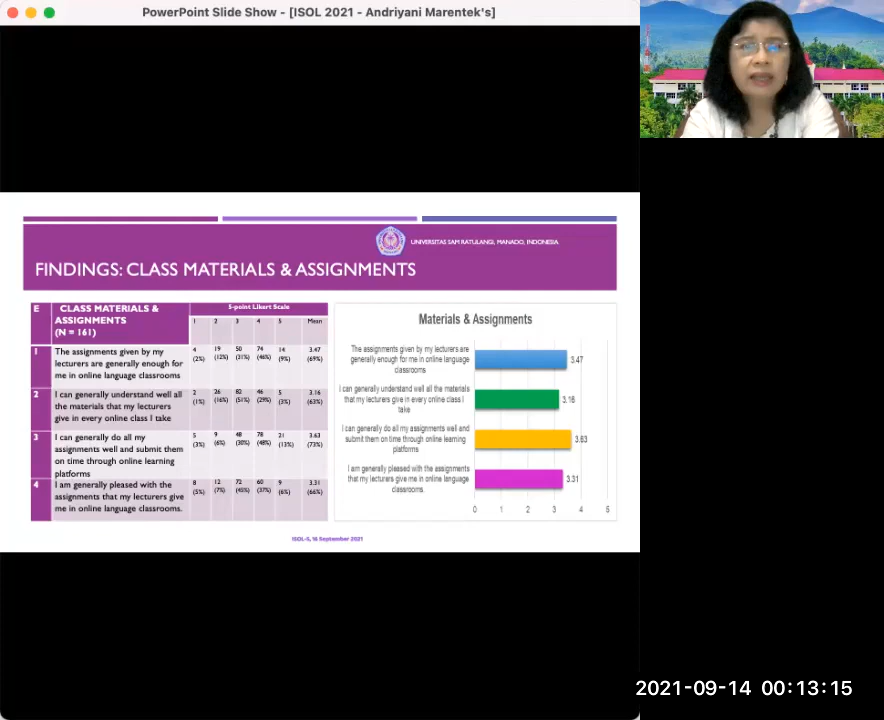 PowerPoint Slide Show - [ISOL 2021 - Andriyani Marentek's]
UNIVERSITAS SAM RATULANGI, MANADO, INDONESIA
FINDINGS: CLASS MATERIALS & ASSIGNMENTS
E CLASS MATERIALS & ASSIGNMENTS (N = 161)
5-point Likert Scale
1 2 3 4 5 Mean
1 The assignments given by my lecturers are generally enough for me in online language classrooms
4 19 50 74 14 3.47
(2%) (12%) (31%) (46%) (9%) (69%)
2 I can generally understand well all the materials that my lecturers give in every online class I take
2 26 82 46 5 3.16
(1%) (16%) (51%) (29%) (3%) (63%)
3 I can generally do all my assignments well and submit them on time through online learning platforms
5 9 48 78 21 3.63
(3%) (6%) (30%) (48%) (13%) (73%)
4 I am generally pleased with the assignments that my lecturers give me in online language classrooms.
8 12 72 60 9 3.31
(5%) (7%) (45%) (37%) (6%) (66%)
Materials & Assignments
The assignments given by my lecturers are
generally enough for me in online language
classrooms
3.47
I can generally understand well all the materials
that my lecturers give in every online class I
take
3.16
I can generally do all my assignments well and
submit them on time through online learning
platforms
3.63
I am generally pleased with the assignments
that my lecturers give me in online language
classrooms.
3.31
0 1 2 3 4 5
ISOL-5, 16 September 2021
2021-09-14 00:13:15